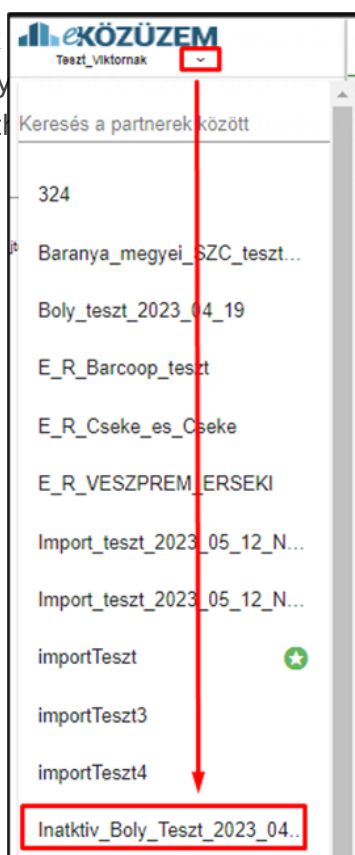 eKÖZÜZEM
Teszt_Viktornak
Keresés a partnerek között
324
Baranya_megyei_SZC_teszt...
Boly_teszt_2023_04_19
E_R_Barcoop_teszt
E_R_Cseke_es_Cseke
E_R_VESZPREM_ERSEKI
Import_teszt_2023_05_12_N...
Import_teszt_2023_05_12_N...
importTeszt
importTeszt3
importTeszt4
Inatktiv_Boly_Teszt_2023_04..